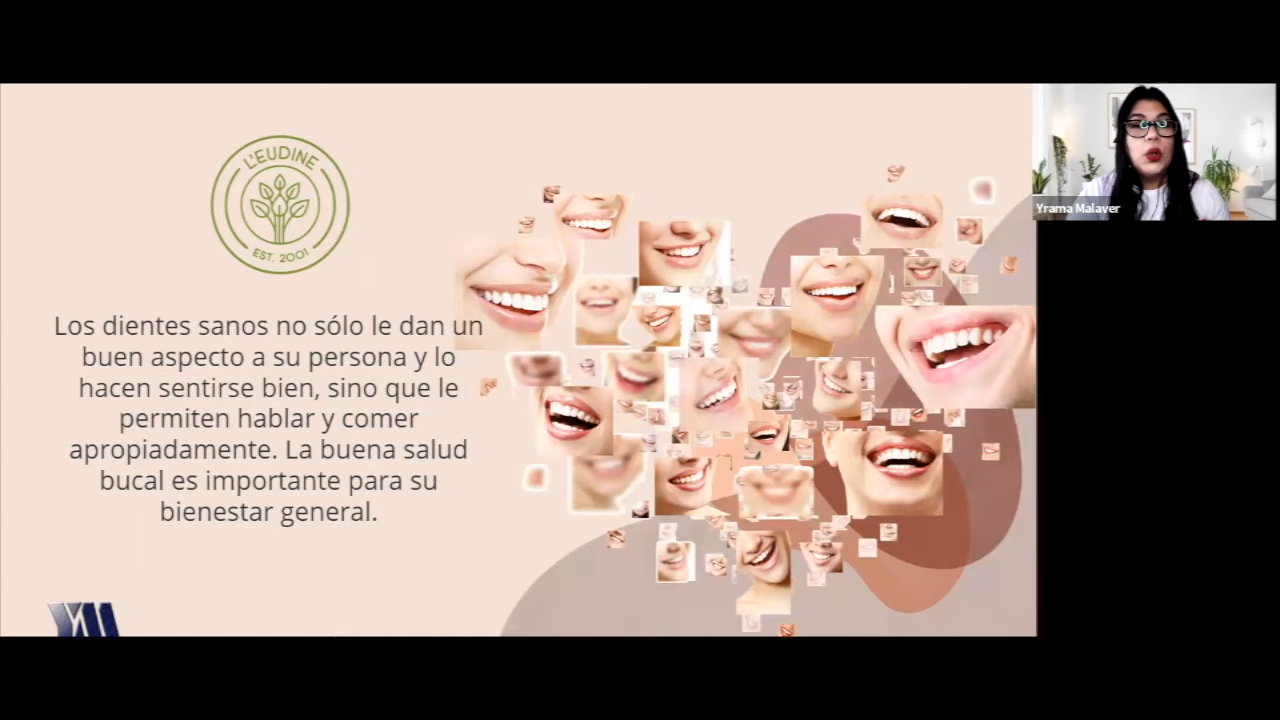 L'EUDINE
EST. 2001
Los dientes sanos no sólo le dan un
buen aspecto a su persona y lo
hacen sentirse bien, sino que le
permiten hablar y comer
apropiadamente. La buena salud
bucal es importante para su
bienestar general.
Yrama Malaver